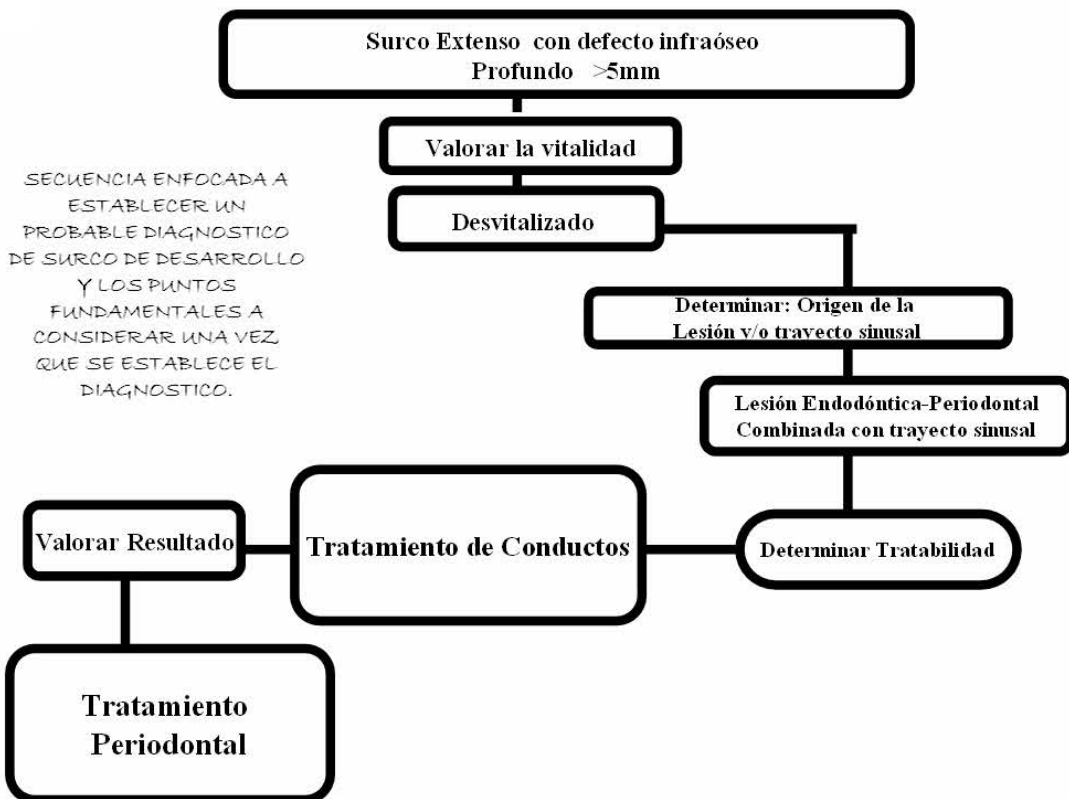 Surco Extenso con defecto infraóseo
Profundo >5mm
Valorar la vitalidad
Desvitalizado
SECUENCIA ENFOCADA A
ESTABLECER UN
PROBABLE DIAGNOSTICO
DE SURCO DE DESARROLLO
Y LOS PUNTOS
FUNDAMENTALES A
CONSIDERAR UNA VEZ
QUE SE ESTABLECE EL
DIAGNOSTICO.
Determinar: Origen de la
Lesión y/o trayecto sinusal
Lesión Endodóntica-Periodontal
Combinada con trayecto sinusal
Determinar Tratabilidad
Tratamiento de Conductos
Valorar Resultado
Tratamiento
Periodontal